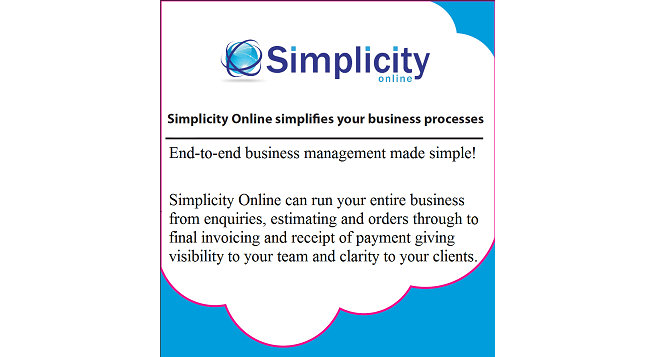 Simplicity
online
Simplicity Online simplifies your business processes
End-to-end business management made simple!
Simplicity Online can run your entire business
from enquiries, estimating and orders through to
final invoicing and receipt of payment giving
visibility to your team and clarity to your clients.